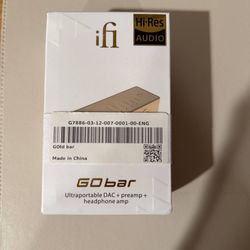 ifi
Hi-Res
AUDIO
G7886-03-12-007-0001-00-ENG
GOld bar
Made in China
GO bar
Ultraportable DAC + preamp +
headphone amp